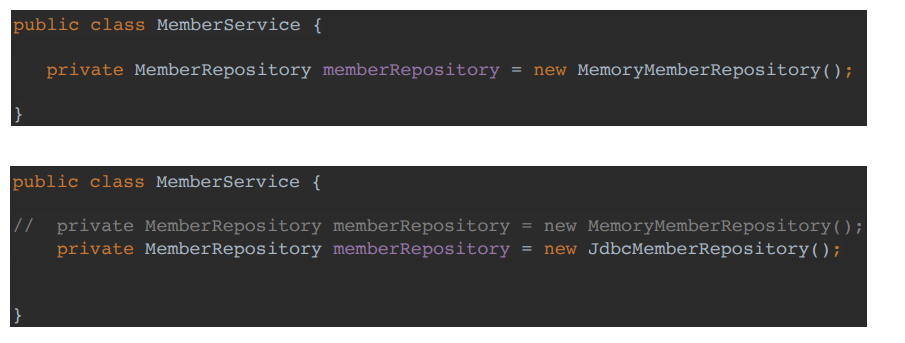 public class MemberService {
private MemberRepository memberRepository = new MemoryMemberRepository();
}
public class MemberService {
// private MemberRepository memberRepository = new MemoryMemberRepository();
private MemberRepository memberRepository = new JdbcMemberRepository();
}